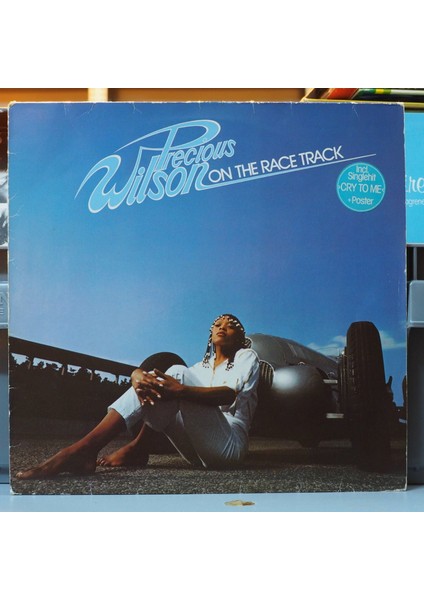 Precious
Wilson
ON THE RACE TRACK
Incl.
Singlehit
»CRY TO ME«
+Poster